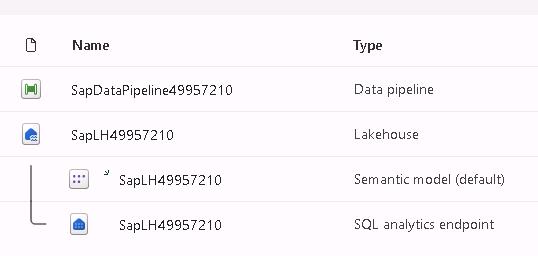 Name Type
SapDataPipeline49957210 Data pipeline
SapLH49957210 Lakehouse
SapLH49957210 Semantic model (default)
SapLH49957210 SQL analytics endpoint